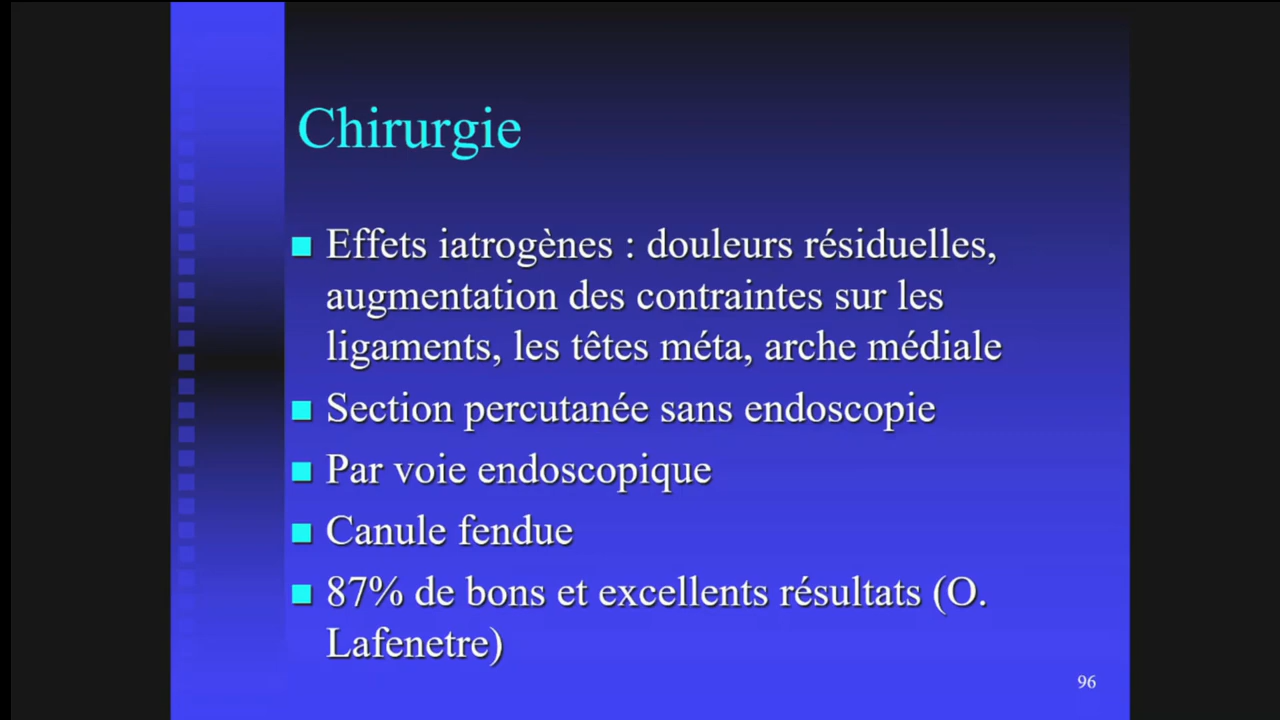 Chirurgie
Effets iatrogènes : douleurs résiduelles,
augmentation des contraintes sur les
ligaments, les têtes méta, arche médiale
Section percutanée sans endoscopie
Par voie endoscopique
Canule fendue
87% de bons et excellents résultats (O.
Lafenetre)
96